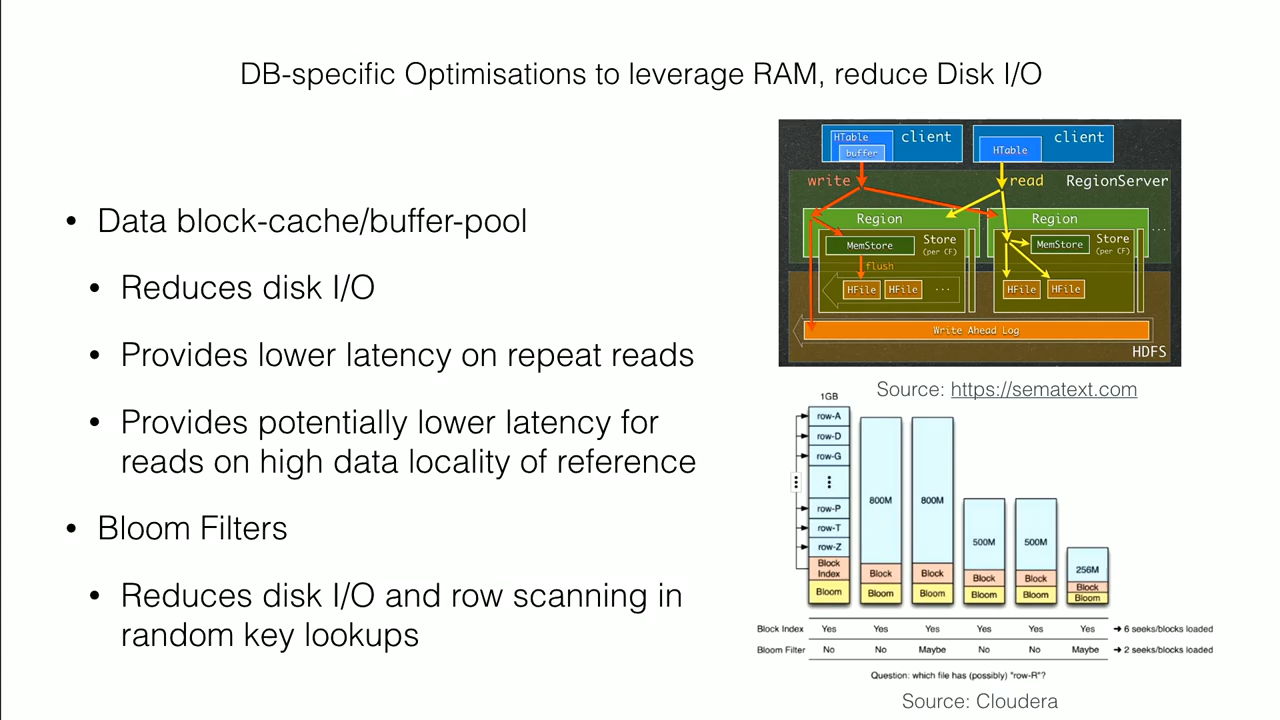 DB-specific Optimisations to leverage RAM, reduce Disk I/O
• Data block-cache/buffer-pool
• Reduces disk I/O
• Provides lower latency on repeat reads
• Provides potentially lower latency for
reads on high data locality of reference
• Bloom Filters
• Reduces disk I/O and row scanning in
random key lookups
HTable client
buffer
HTable client
write read RegionServer
Region Region ...
MemStore Store (per CF)
MemStore Store (per CF)
flush
HFile HFile ...
HFile HFile
Write Ahead Log
HDFS
Source: https://sematext.com
1GB
row-A
row-D
row-G
row-P
row-T
row-Z
Block
Index
Bloom
800M
Block
Bloom
800M
Block
Bloom
500M
Block
Bloom
500M
Block
Bloom
256M
Block
Bloom
Block Index Yes Yes Yes Yes Yes Yes ➔ 6 seeks/blocks loaded
Bloom Filter No No Maybe No No Maybe ➔ 2 seeks/blocks loaded
Question: which file has (possibly) "row-R"?
Source: Cloudera